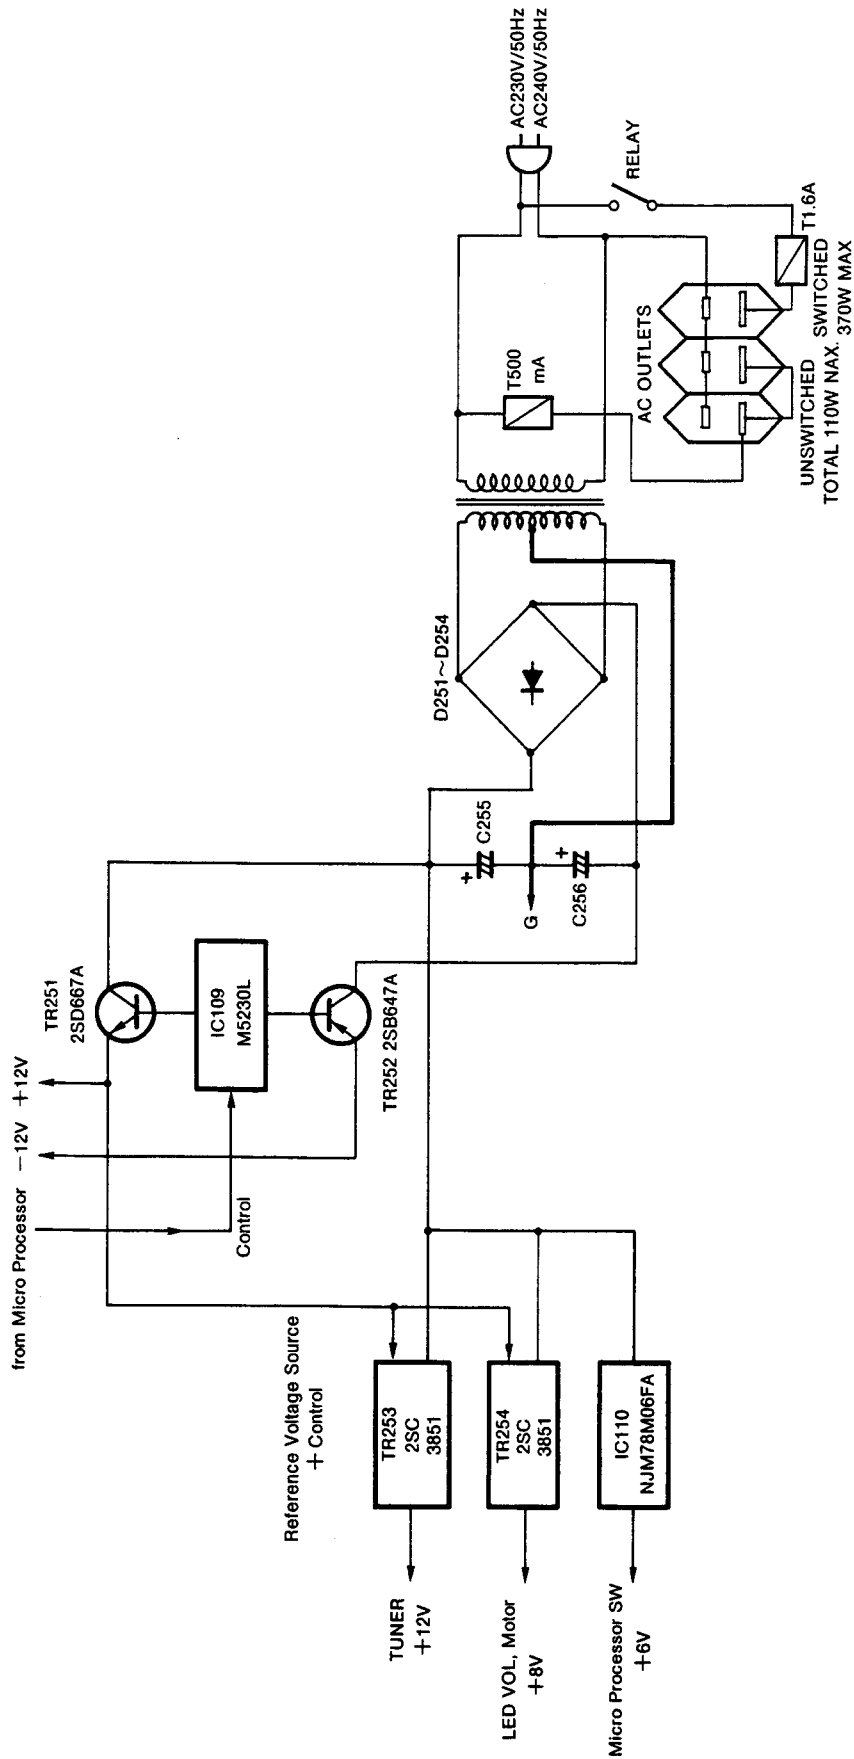 from Micro Processor
−12V
+12V
TR251
2SD667A
IC109
M5230L
TR252 2SB647A
Control
Reference Voltage Source
+ Control
TR253
2SC
3851
TR254
2SC
3851
IC110
NJM78M06FA
TUNER
+12V
LED VOL, Motor
+8V
Micro Processor SW
+6V
G
+
C255
+
C256
D251~D254
T500
mA
AC230V/50Hz
AC240V/50Hz
RELAY
T1.6A
AC OUTLETS
UNSWITCHED
TOTAL 110W NAX.
SWITCHED
370W MAX